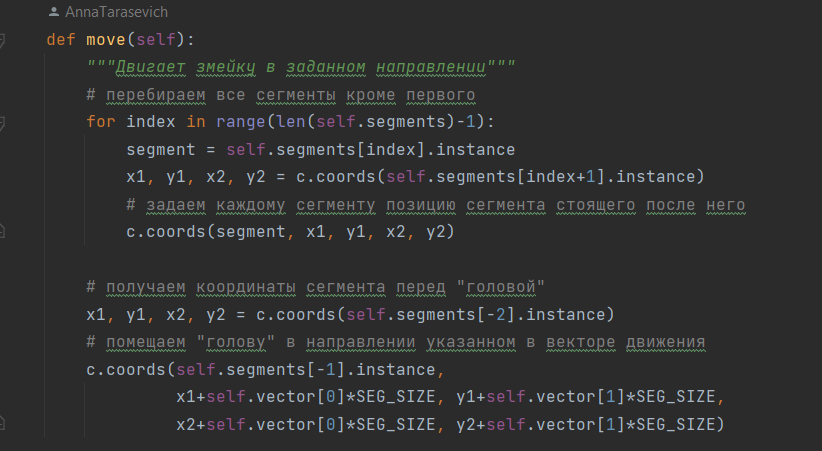 AnnaTarasevich
def move(self):
"""Двигает змейку в заданном направлении"""
# перебираем все сегменты кроме первого
for index in range(len(self.segments)-1):
segment = self.segments[index].instance
x1, y1, x2, y2 = c.coords(self.segments[index+1].instance)
# задаем каждому сегменту позицию сегмента стоящего после него
c.coords(segment, x1, y1, x2, y2)
# получаем координаты сегмента перед "головой"
x1, y1, x2, y2 = c.coords(self.segments[-2].instance)
# помещаем "голову" в направлении указанном в векторе движения
c.coords(self.segments[-1].instance,
x1+self.vector[0]*SEG_SIZE, y1+self.vector[1]*SEG_SIZE,
x2+self.vector[0]*SEG_SIZE, y2+self.vector[1]*SEG_SIZE)